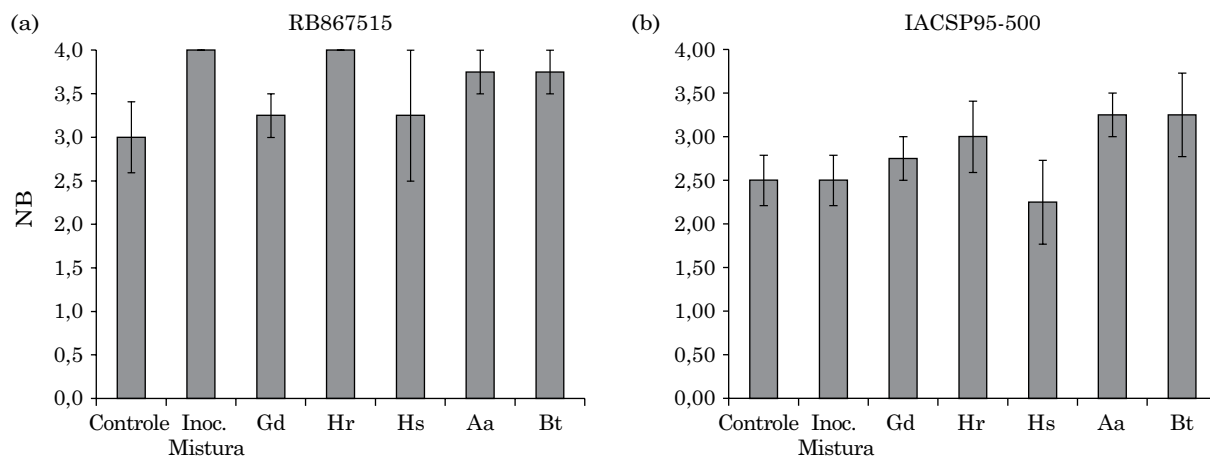 (a) RB867515
4,0
3,5
3,0
2,5
2,0
1,5
1,0
0,5
0,0
NB
Controle Inoc. Gd Hr Hs Aa Bt
Mistura
(b) IACSP95-500
4,00
3,50
3,00
2,50
2,00
1,50
1,00
0,50
0,00
Controle Inoc. Gd Hr Hs Aa Bt
Mistura